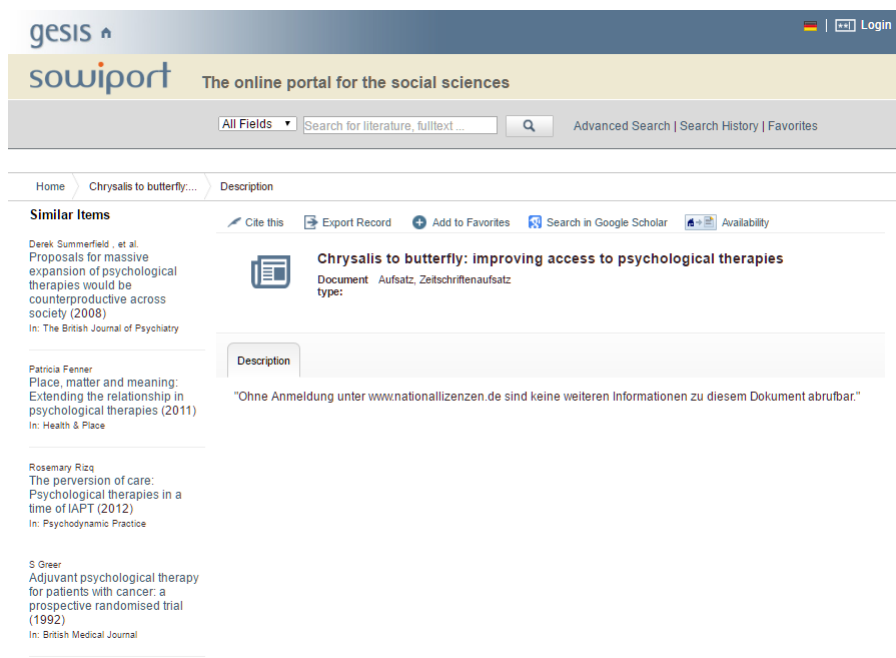 gesis
Login
sowiport The online portal for the social sciences
All Fields Search for literature, fulltext ... Advanced Search | Search History | Favorites
Home Chrysalis to butterfly:... Description
Similar Items
Cite this Export Record Add to Favorites Search in Google Scholar Availability
Derek Summerfield , et al.
Proposals for massive
expansion of psychological
therapies would be
counterproductive across
society (2008)
In: The British Journal of Psychiatry
Patricia Fenner
Place, matter and meaning:
Extending the relationship in
psychological therapies (2011)
In: Health & Place
Rosemary Rizq
The perversion of care:
Psychological therapies in a
time of IAPT (2012)
In: Psychodynamic Practice
S Greer
Adjuvant psychological therapy
for patients with cancer: a
prospective randomised trial
(1992)
In: British Medical Journal
Chrysalis to butterfly: improving access to psychological therapies
Document Aufsatz, Zeitschriftenaufsatz
type:
Description
"Ohne Anmeldung unter www.nationallizenzen.de sind keine weiteren Informationen zu diesem Dokument abrufbar."